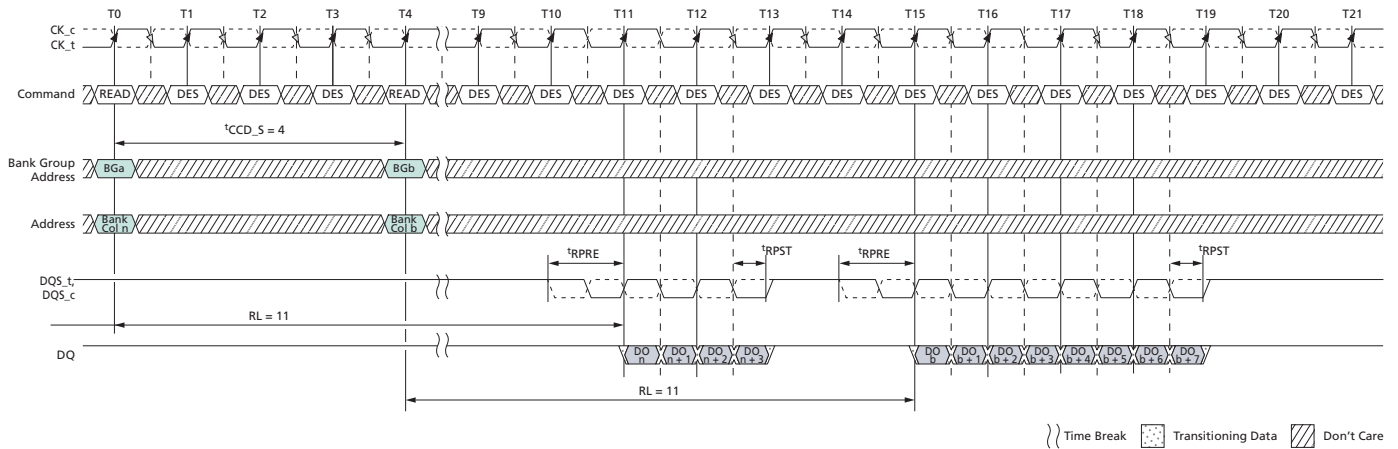 T0 T1 T2 T3 T4 T9 T10 T11 T12 T13 T14 T15 T16 T17 T18 T19 T20 T21
CK_c
CK_t
Command READ DES DES DES READ DES DES DES DES DES DES DES DES DES DES DES DES DES
tCCD_S = 4
Bank Group
Address
BGa BGb
Address
Bank
Col n
Bank
Col b
tRPRE tRPST tRPRE tRPST
DQS_t,
DQS_c
RL = 11
DQ
DO
n
DO
n + 1
DO
n + 2
DO
n + 3
DO
b
DO
b + 1
DO
b + 2
DO
b + 3
DO
b + 4
DO
b + 5
DO
b + 6
DO
b + 7
RL = 11
Time Break Transitioning Data Don't Care